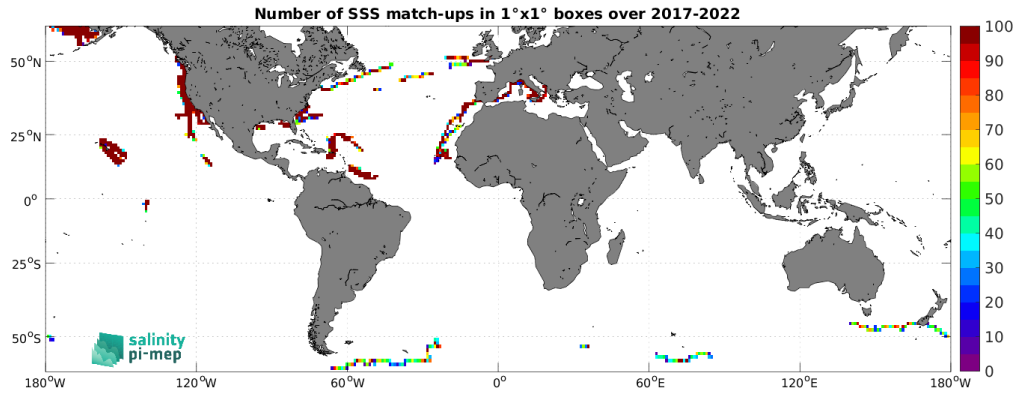 Number of SSS match-ups in 1°x1° boxes over 2017-2022
50°N
25°N
0°
25°S
50°S
180°W
120°W
60°W
0°
60°E
120°E
180°W
100
90
80
70
60
50
40
30
20
10
0
salinity
pi-mep